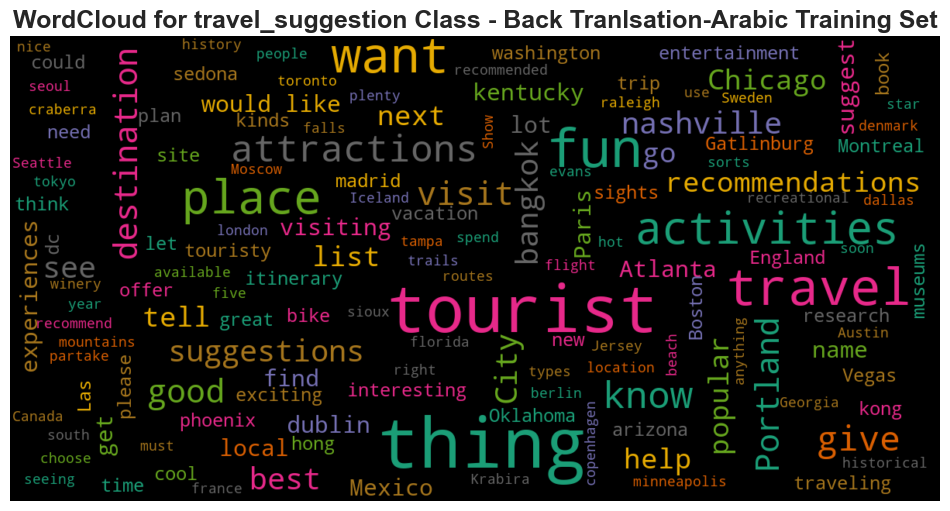 WordCloud for travel_suggestion Class - Back Tranlsation-Arabic Training Set
nice
history
people
want
washington
entertainment
could
sedona
toronto
recommended
kentucky
trip
Chicago
suggest
book
seoul
destination
would like
plenty
raleigh
use
Sweden
star
craberra
plan
kinds
falls
next
Show
lot
nashville
denmark
need
attractions
fun
go
Gatlinburg
Montreal
Seattle
site
Moscow
evans
sorts
tokyo
place
madrid
visit
bangkok
sights
recommendations
think
Iceland
recreational
dallas
vacation
Paris
london
visiting
activities
experiences
dc
let
touristy
list
tampa
spend
hot
England
soon
see
trails
winery
available
itinerary
routes
flight
Atlanta
travel
museums
year
offer
five
tourist
Boston
recommend
tell
great
bike
sioux
new
research
mountains
florida
Jersey
beach
Austin
partake
suggestions
City
location
anything
name
Las
please
good
find
right
types
popular
Portland
Vegas
exciting
interesting
berlin
know
Georgia
Canada
phoenix
dublin
Oklahoma
copenhagen
kong
south
get
must
local
hong
thing
arizona
give
choose
cool
help
historical
seeing
time
france
best
Mexico
Krabira
minneapolis
traveling